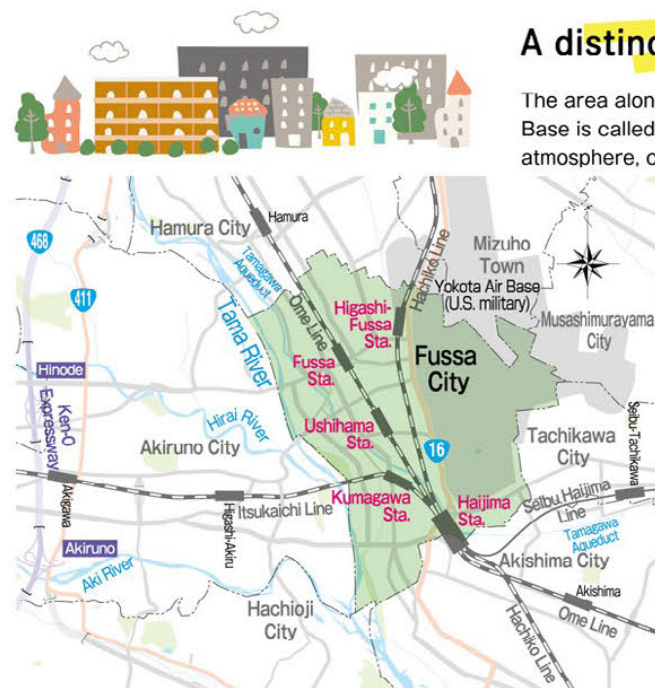 A distinc
The area alon
Base is called
atmosphere, o
468
411
Hamura City
Hamura
Tamagawa
Aqueduct
Ome Line
Hachiko Line
Mizuho
Town
Yokota Air Base
(U.S. military)
Musashimurayama
City
Higashi-
Fussa
Sta.
Tama River
Fussa
Sta.
Fussa
City
Hinode
Ken-O
Expressway
Hirai River
Ushihama
Sta.
Akiruno City
16
Tachikawa
City
Seibu-Tachikawa
Akigawa
Higashi-Akiru
Itsukaichi Line
Kumagawa
Sta.
Haijima
Sta.
Seibu Haijima
Line
Tamagawa
Aqueduct
Akiruno
Aki River
Akishima City
Hachioji
City
Akishima
Ome Line
Hachiko Line